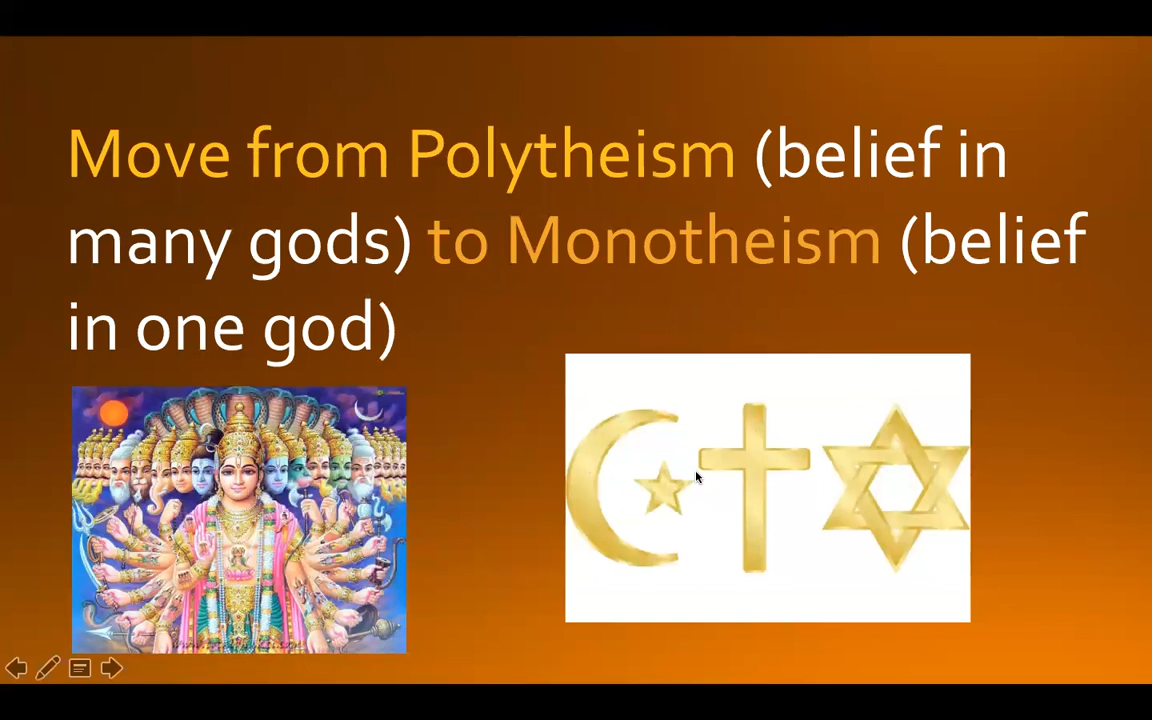 Move from Polytheism (belief in
many gods) to Monotheism (belief
in one god)